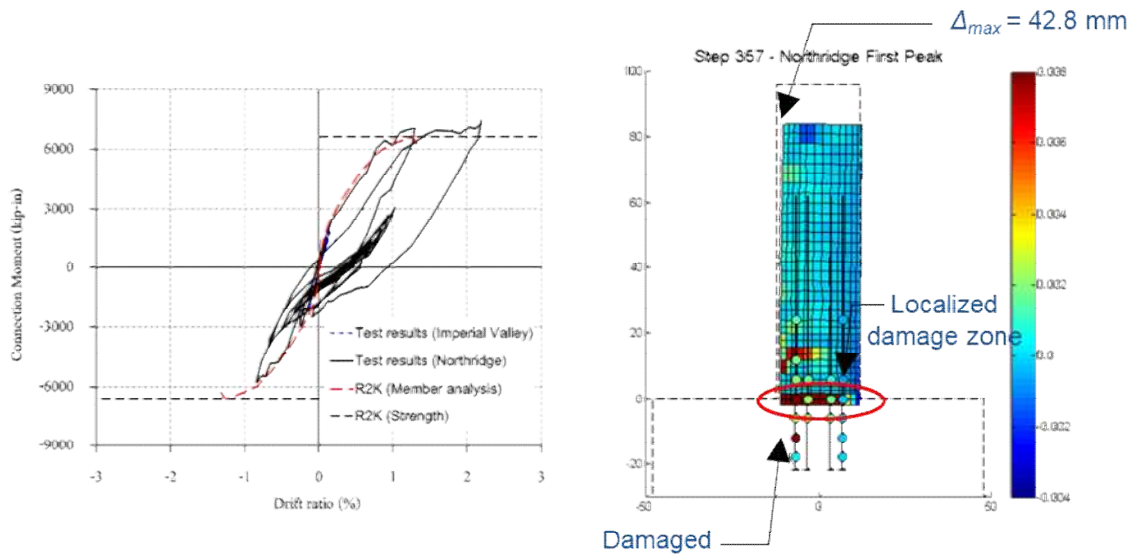 Δmax = 42.8 mm
Step 357 - Northridge First Peak
9000
6000
3000
0
-3000
-6000
-9000
Connection Moment (kip-in)
-3
-2
-1
0
1
2
3
Drift ratio (%)
Test results (Imperial Valley)
Test results (Northridge)
R2K (Member analysis)
R2K (Strength)
100
80
60
40
20
0
-20
-50
0
50
0.008
0.006
0.004
0.002
0.0
-0.002
-0.004
Localized
damage zone
Damaged